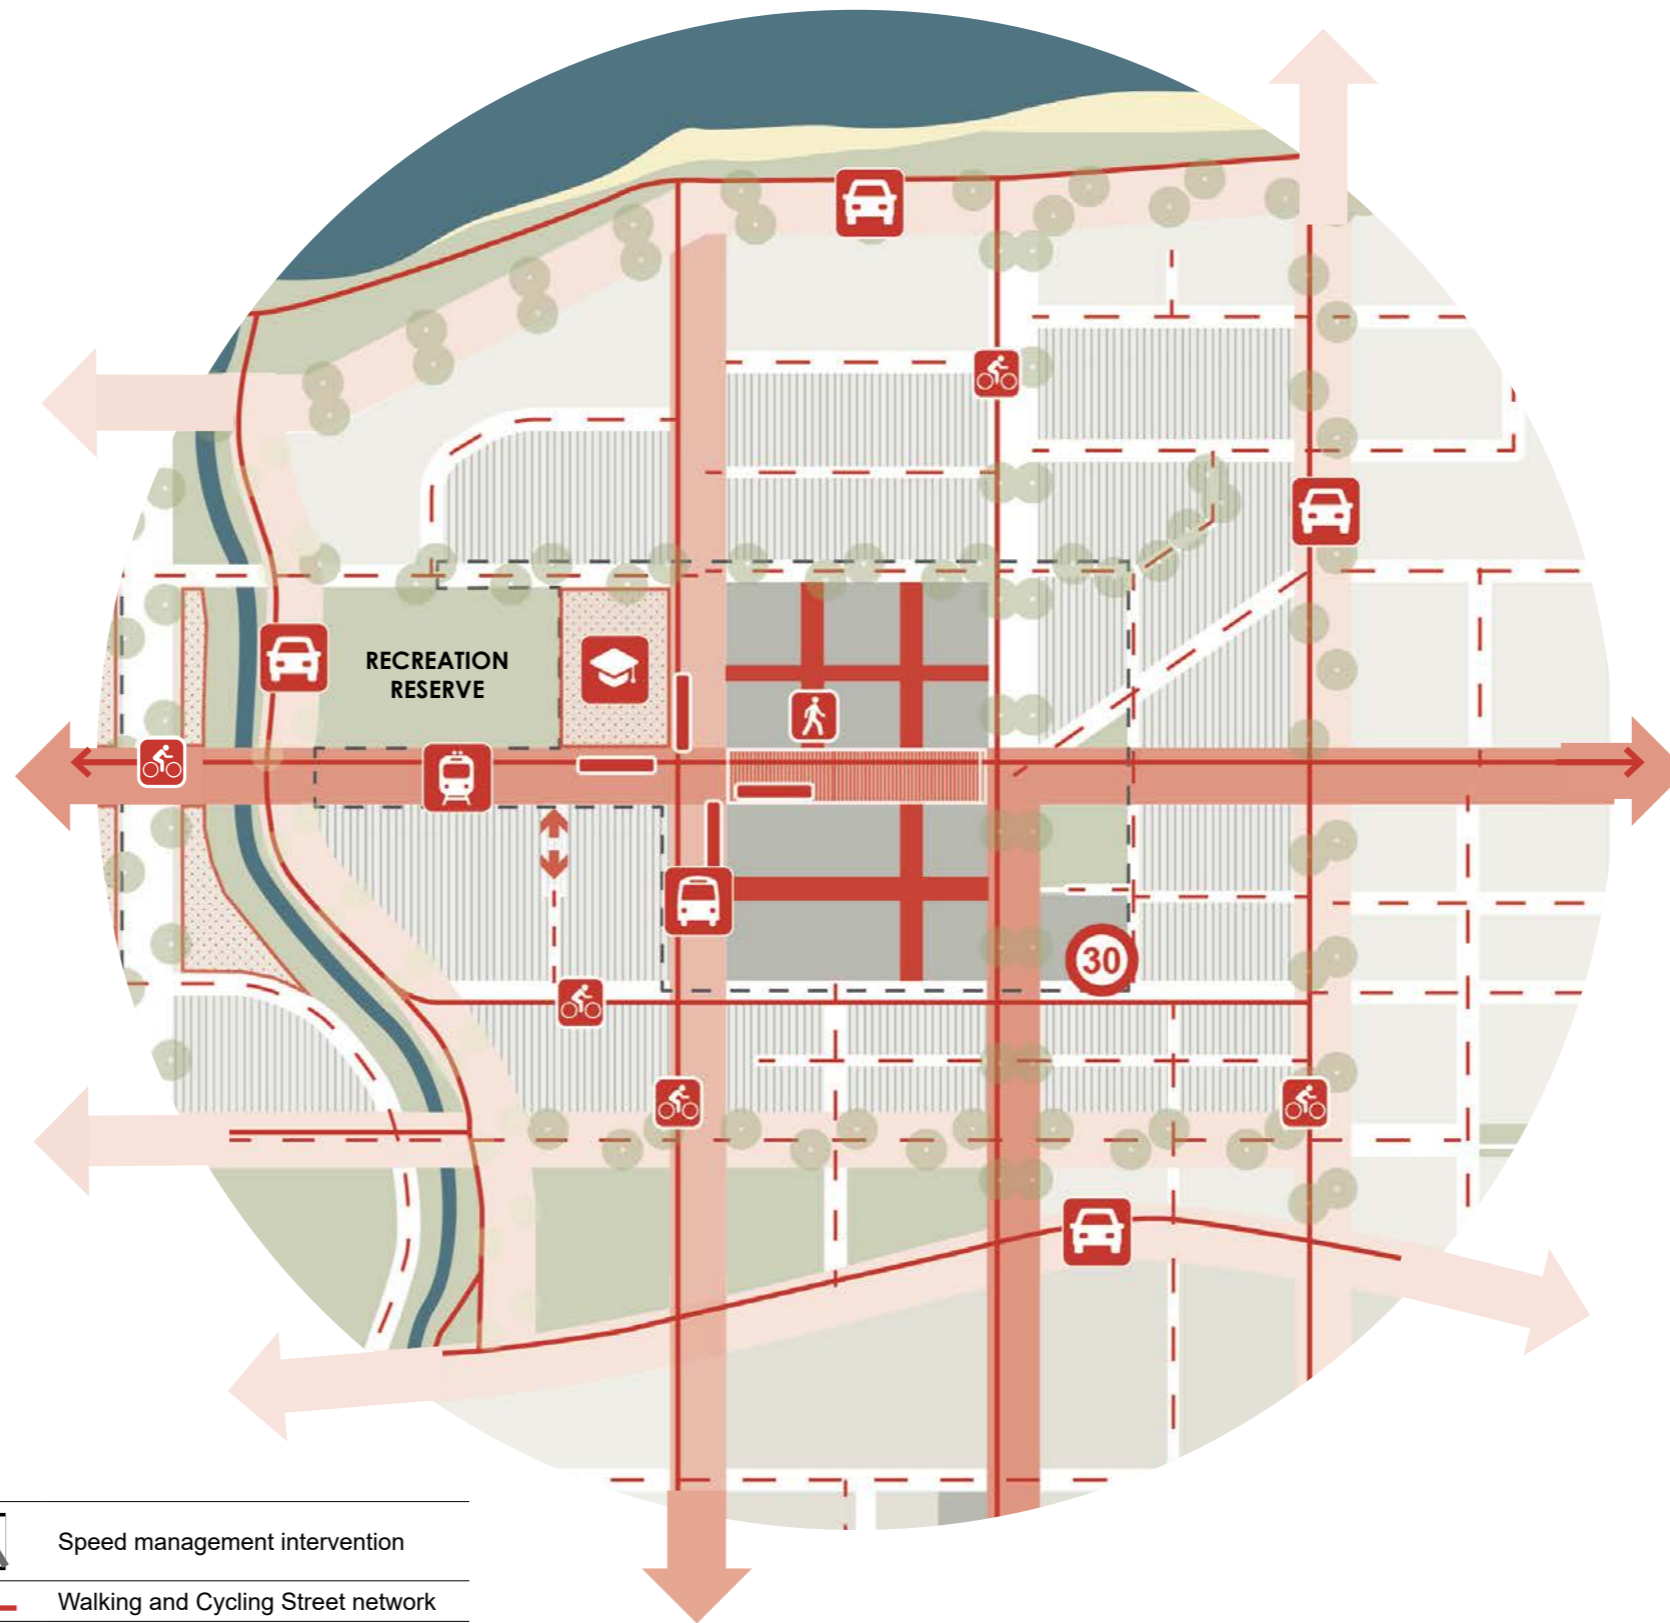 RECREATION
RESERVE
30
Speed management intervention
Walking and Cycling Street network